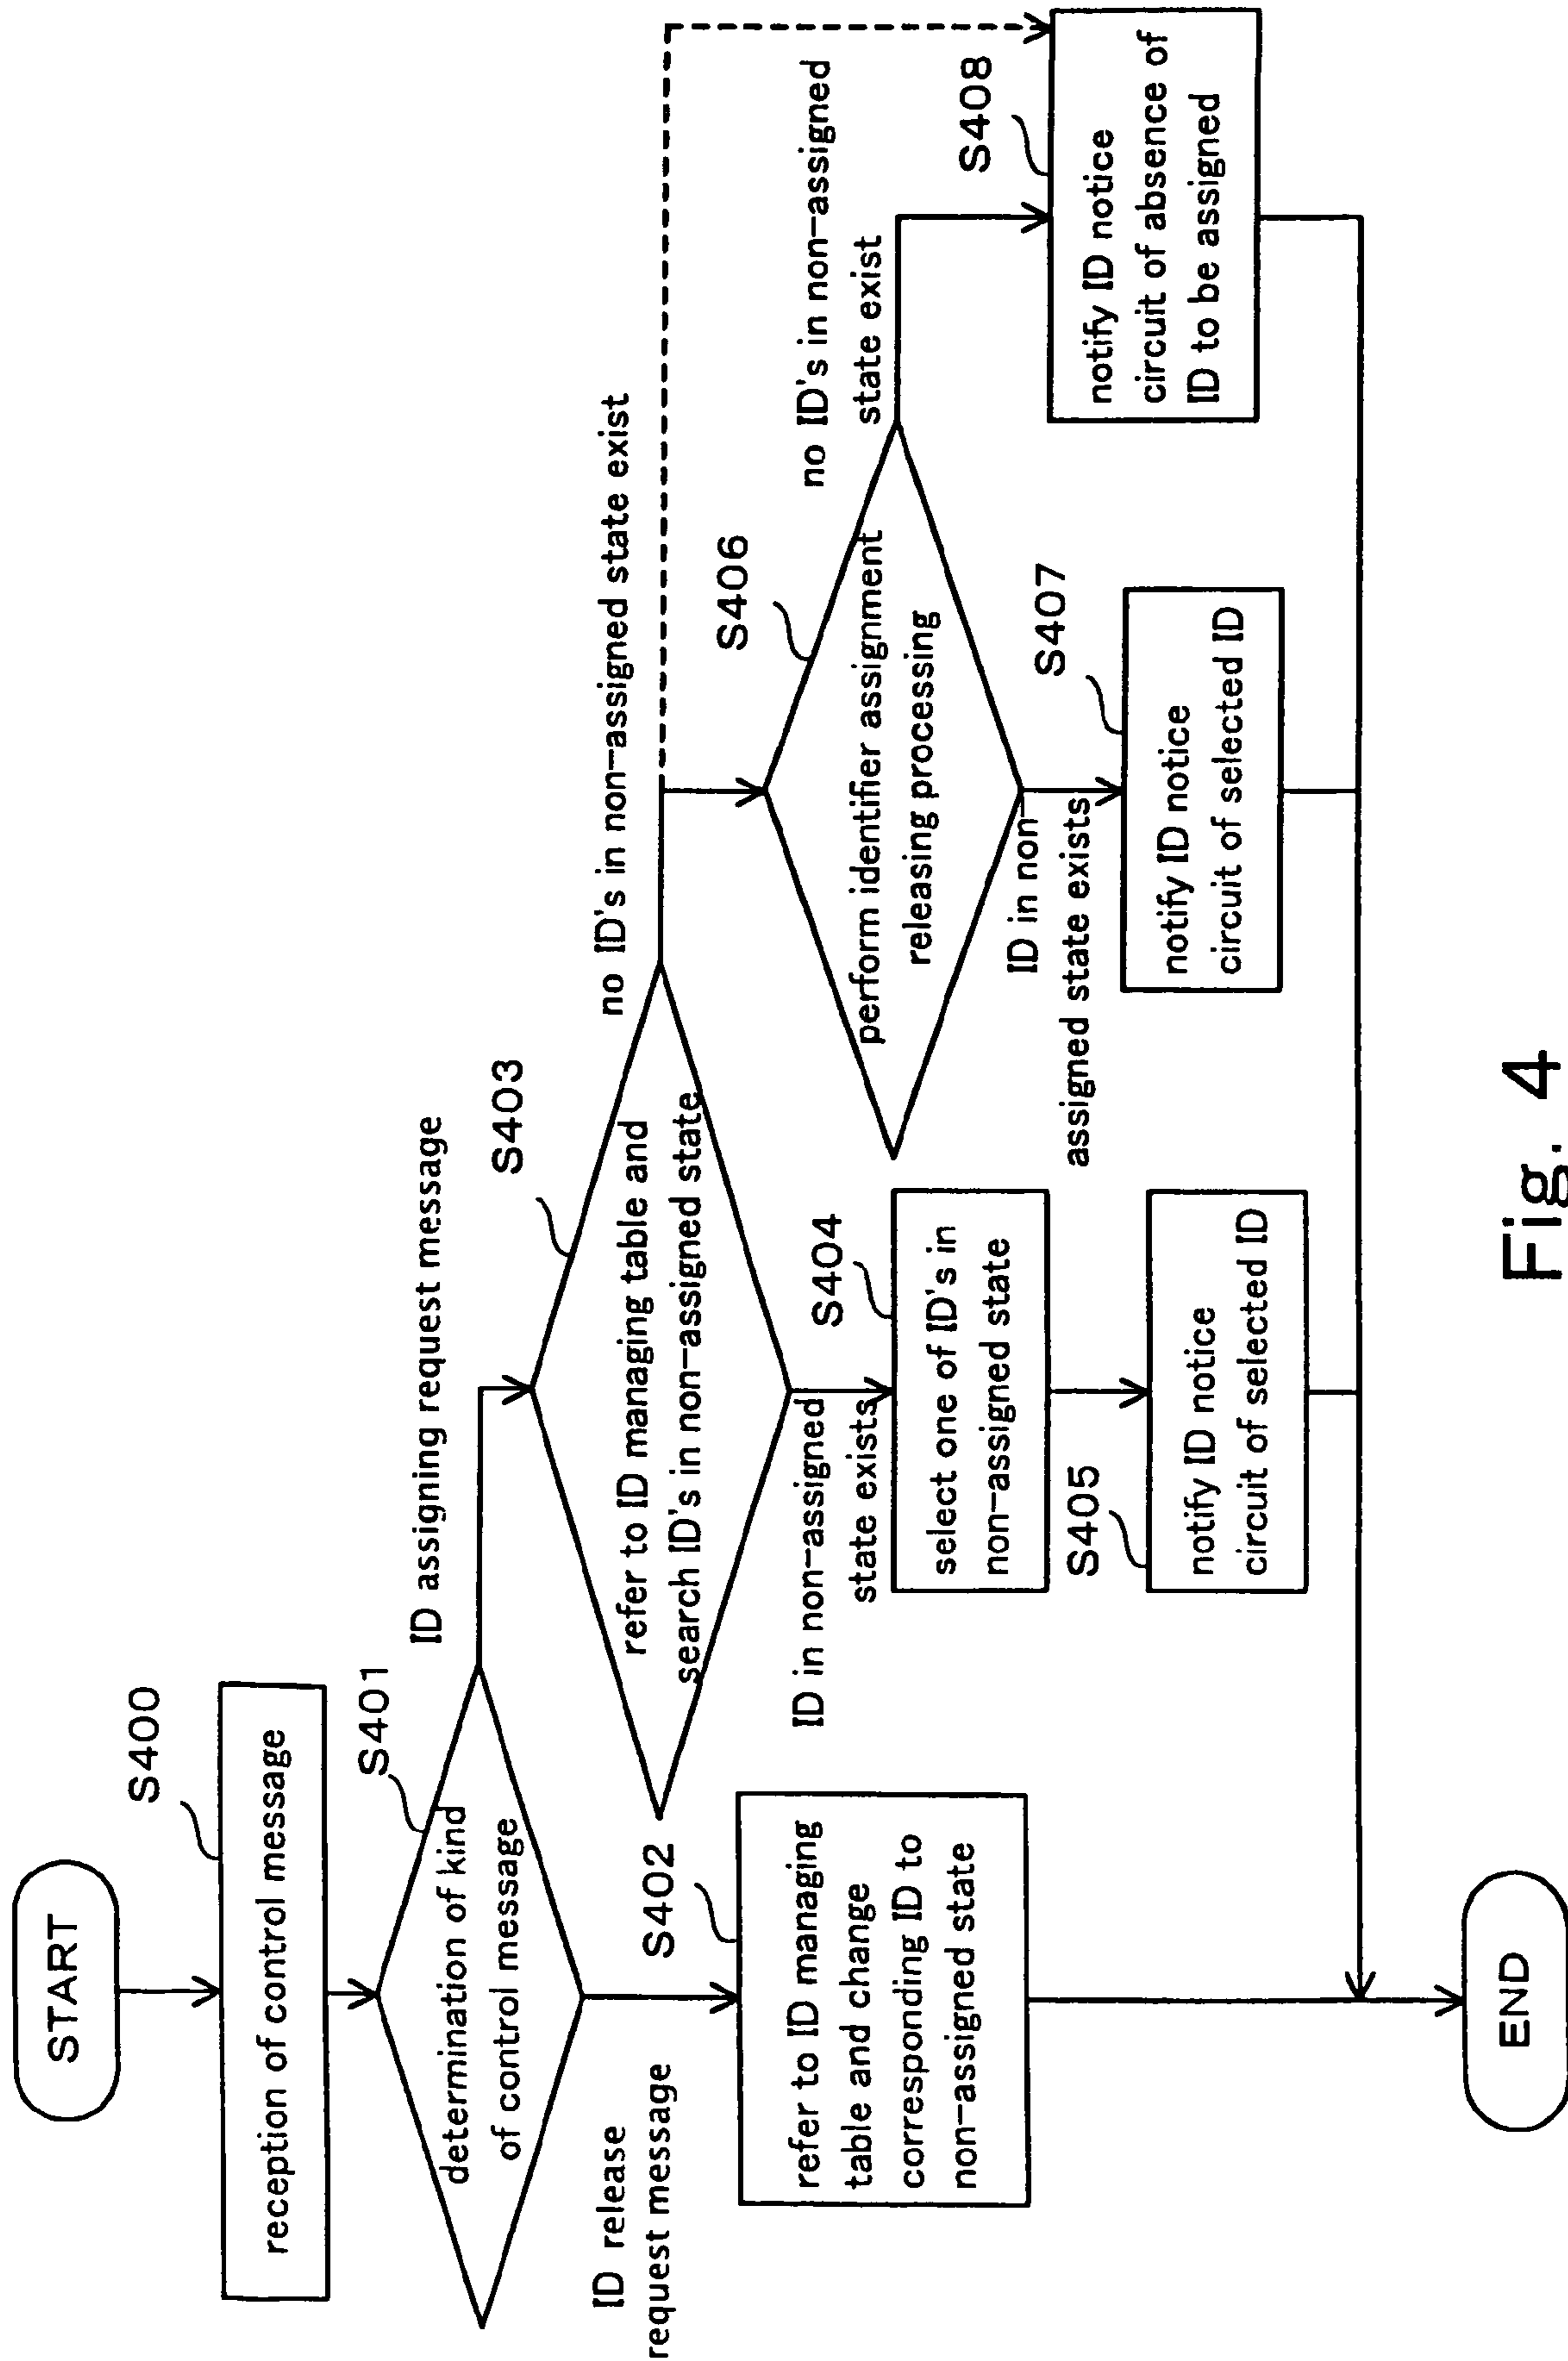 START
S400
reception of control message
S401
determination of kind
of control message
ID assigning request message
ID release
request message
S402
refer to ID managing
table and change
corresponding ID to
non-assigned state
S403
refer to ID managing table and
search ID's in non-assigned state
no ID's in non-assigned state exist
ID in non-assigned
state exists
S404
select one of ID's in
non-assigned state
S405
notify ID notice
circuit of selected ID
S406
perform identifier assignment
releasing processing
no ID's in non-assigned
state exist
ID in non-
assigned state exists
S407
notify ID notice
circuit of selected ID
S408
notify ID notice
circuit of absence of
ID to be assigned
END
Fig. 4